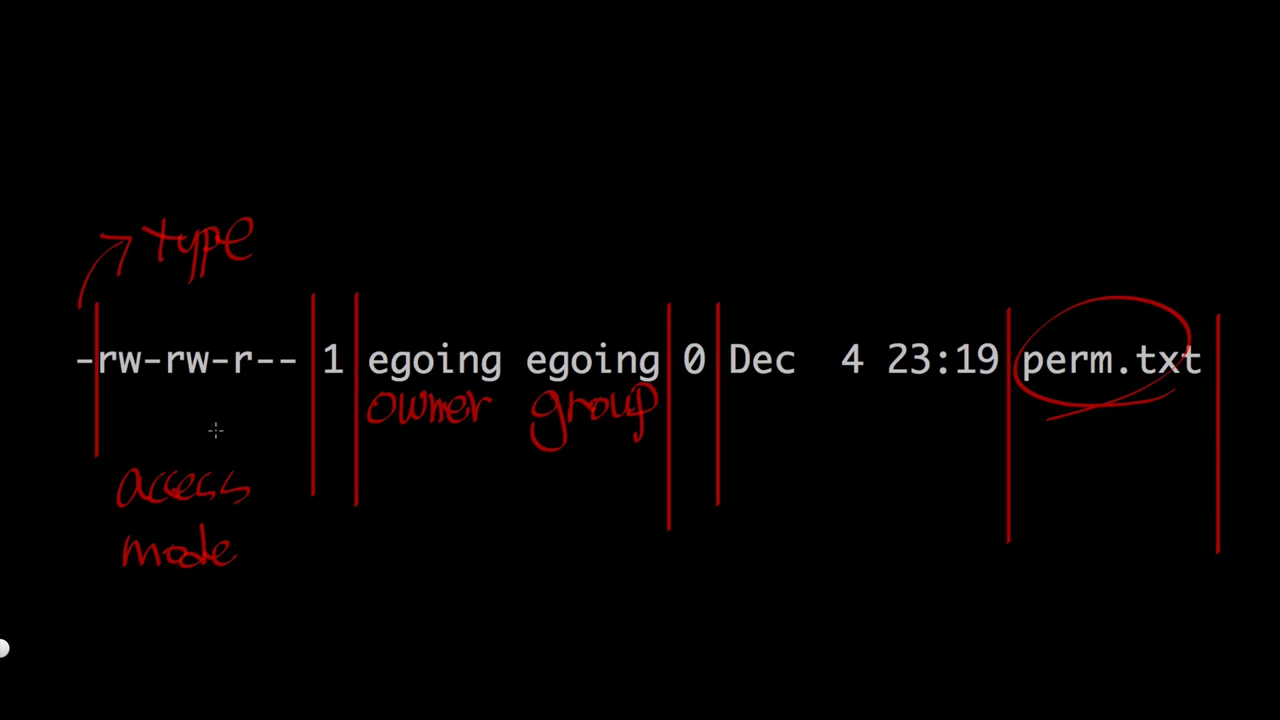 type
-rw-rw-r-- 1 egoing egoing 0 Dec  4 23:19 perm.txt
owner group
access
mode